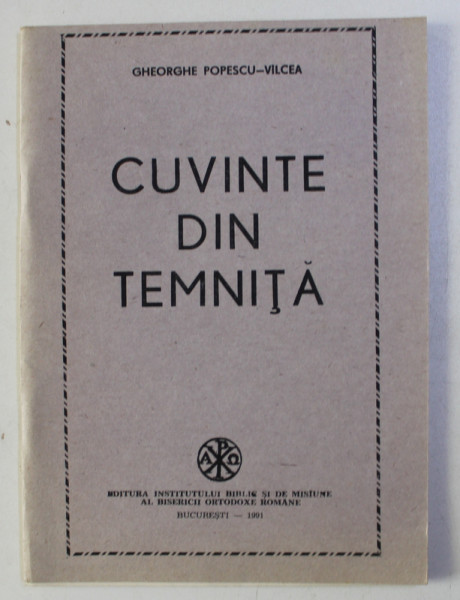 GHEORGHE POPESCU—VÎLCEA
CUVINTE
DIN
TEMNIŢĂ
A P Ω
EDITURA INSTITUTULUI BIBLIC ŞI DE MISIUNE
AL BISERICII ORTODOXE ROMÂNE
BUCUREŞTI — 1991